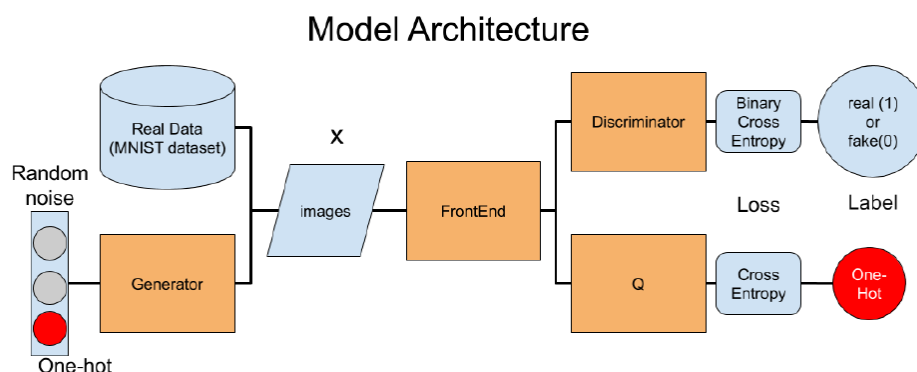 Model Architecture
Real Data
(MNIST dataset)
Random
noise
Generator
One-hot
X
images
FrontEnd
Discriminator
Binary
Cross
Entropy
real (1)
or
fake(0)
Loss
Label
Q
Cross
Entropy
One-
Hot